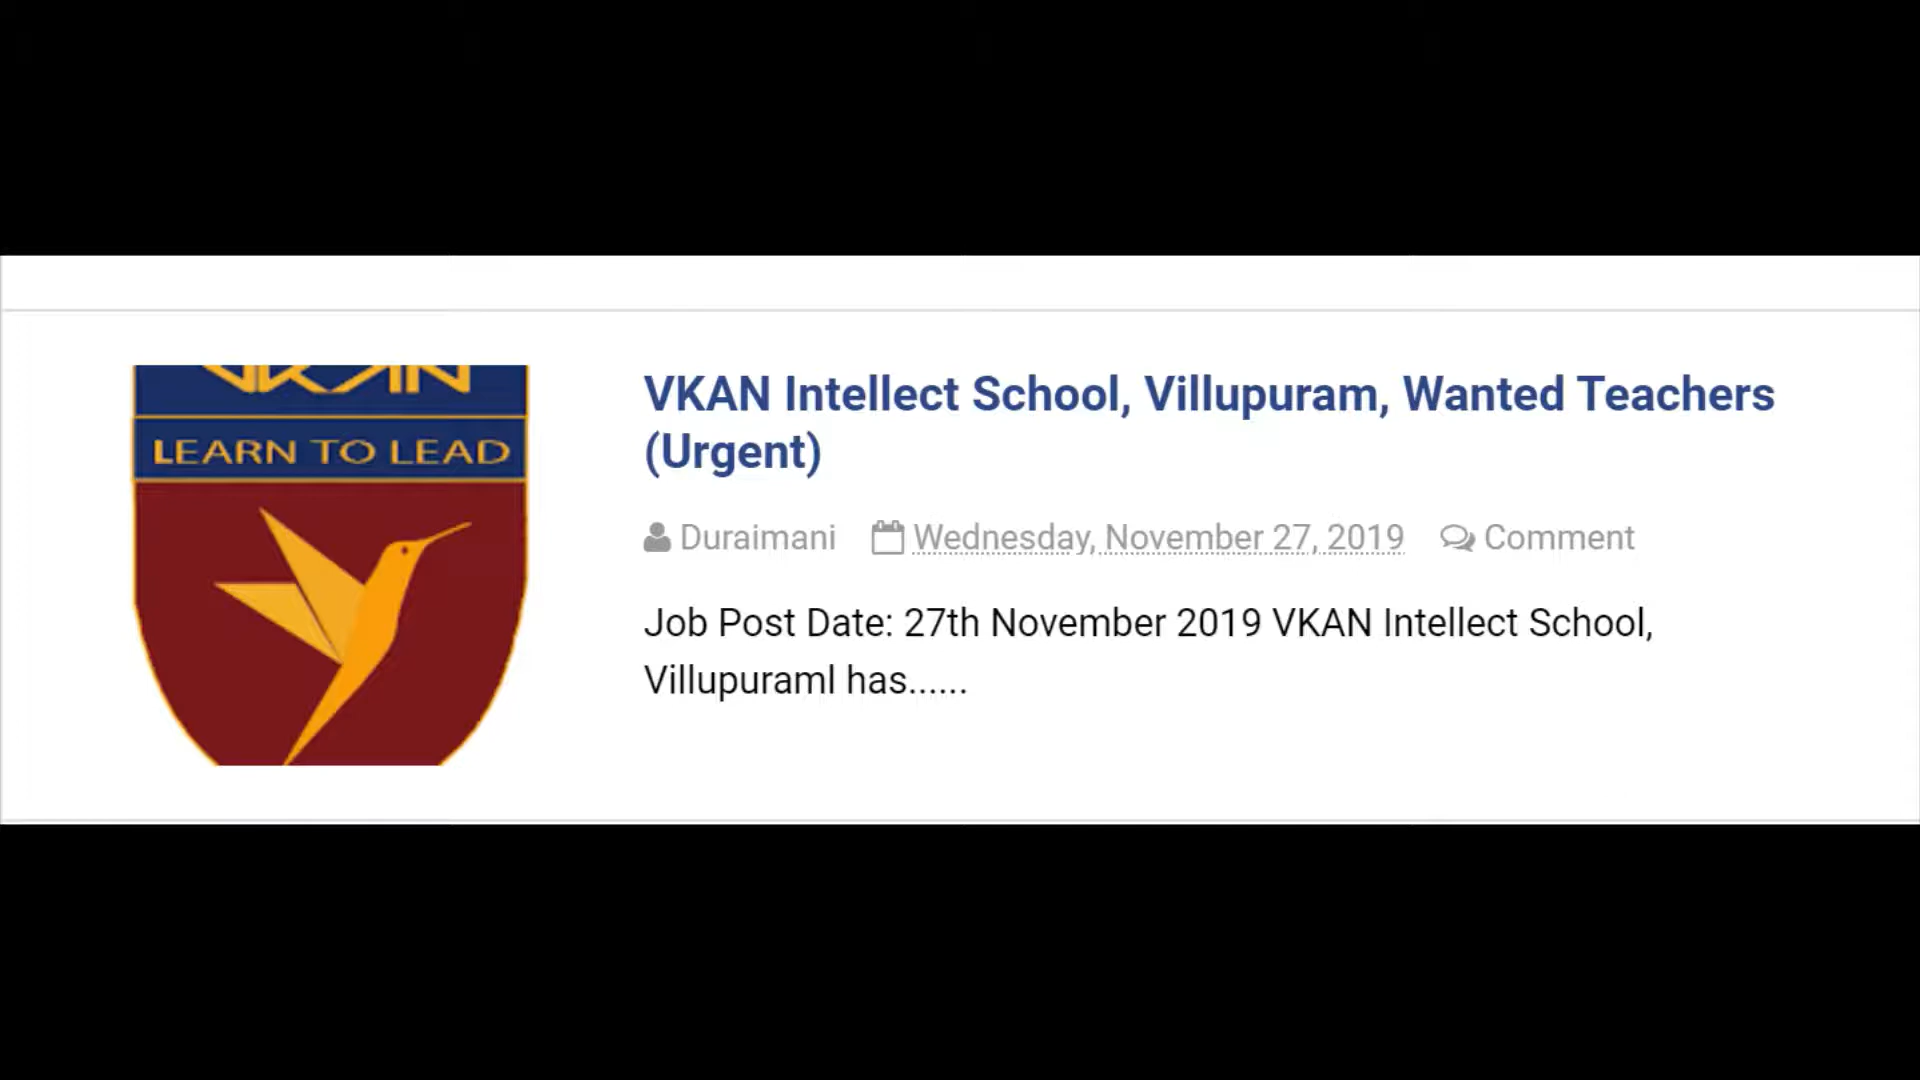 VKAN
LEARN TO LEAD
VKAN Intellect School, Villupuram, Wanted Teachers
(Urgent)
Duraimani Wednesday, November 27, 2019 Comment
Job Post Date: 27th November 2019 VKAN Intellect School,
Villupuraml has......